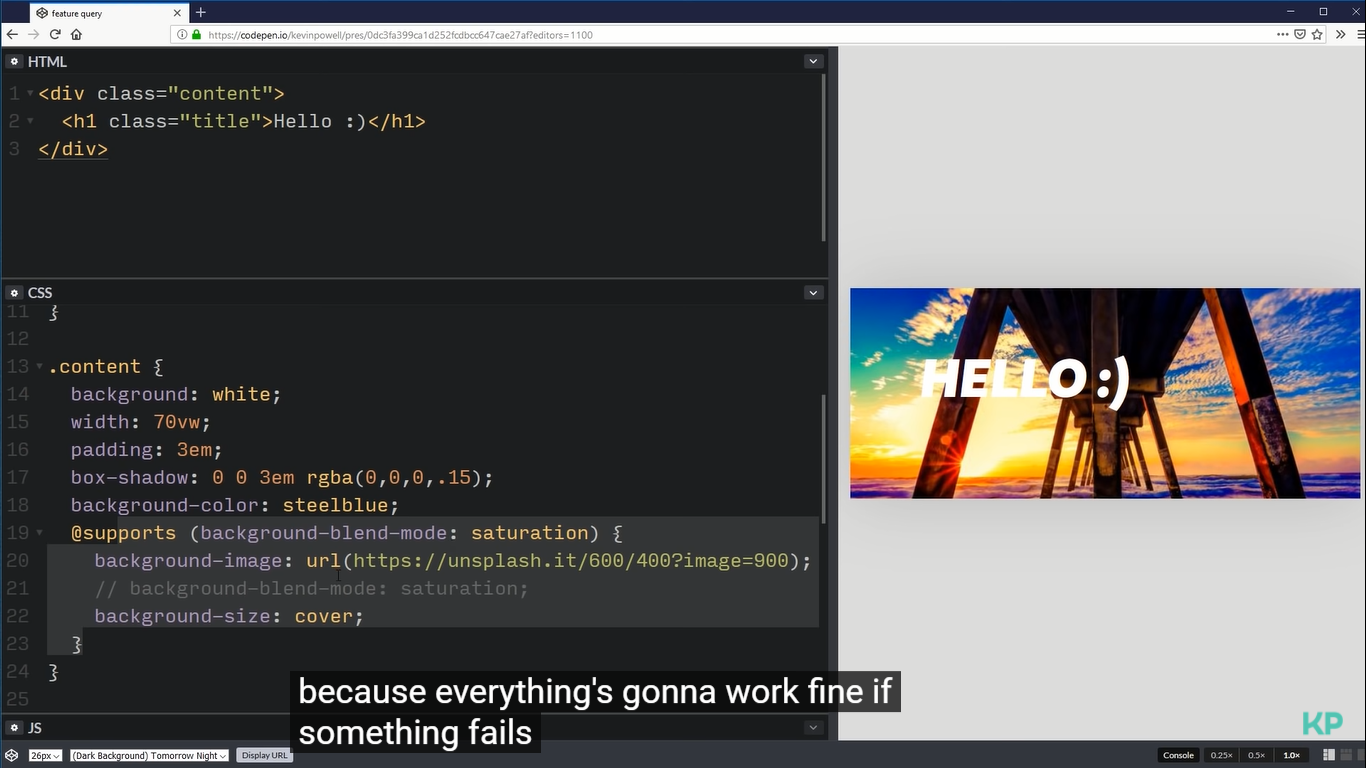 feature query
https://codepen.io/kevinpowell/pres/0dc3fa399ca1d252fcdbcc647cae27af?editors=1100
HTML
1 <div class="content">
2 <h1 class="title">Hello :)</h1>
3 </div>
CSS
11 }
12
13 .content {
14 background: white;
15 width: 70vw;
16 padding: 3em;
17 box-shadow: 0 0 3em rgba(0,0,0,.15);
18 background-color: steelblue;
19 @supports (background-blend-mode: saturation) {
20 background-image: url(https://unsplash.it/600/400?image=900);
21 // background-blend-mode: saturation;
22 background-size: cover;
23 }
24 }
25
HELLO :)
because everything's gonna work fine if
something fails
JS
KP
26px (Dark Background) Tomorrow Night Display URL Console 0.25x 0.5x 1.0x